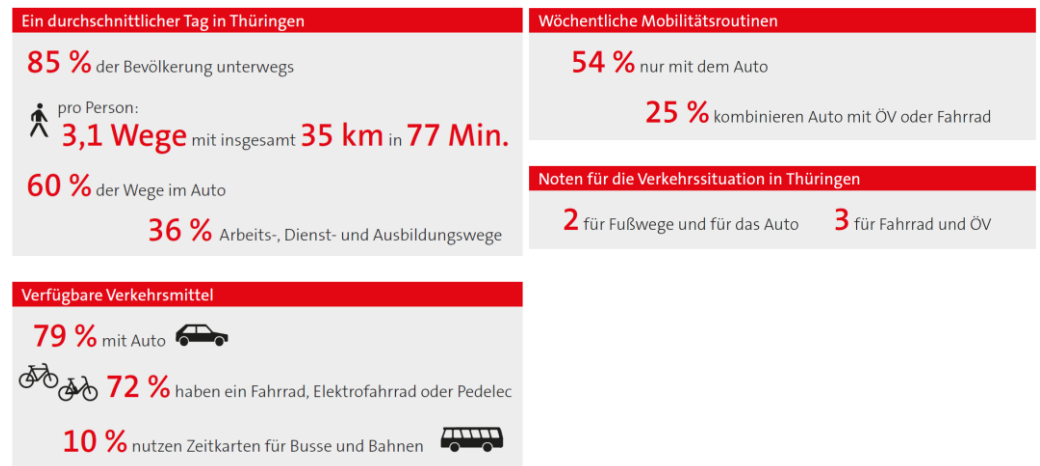 Ein durchschnittlicher Tag in Thüringen
85 % der Bevölkerung unterwegs
pro Person:
3,1 Wege mit insgesamt 35 km in 77 Min.
60 % der Wege im Auto
36 % Arbeits-, Dienst- und Ausbildungswege
Wöchentliche Mobilitätsroutinen
54 % nur mit dem Auto
25 % kombinieren Auto mit ÖV oder Fahrrad
Noten für die Verkehrssituation in Thüringen
2 für Fußwege und für das Auto 3 für Fahrrad und ÖV
Verfügbare Verkehrsmittel
79 % mit Auto
72 % haben ein Fahrrad, Elektrofahrrad oder Pedelec
10 % nutzen Zeitkarten für Busse und Bahnen